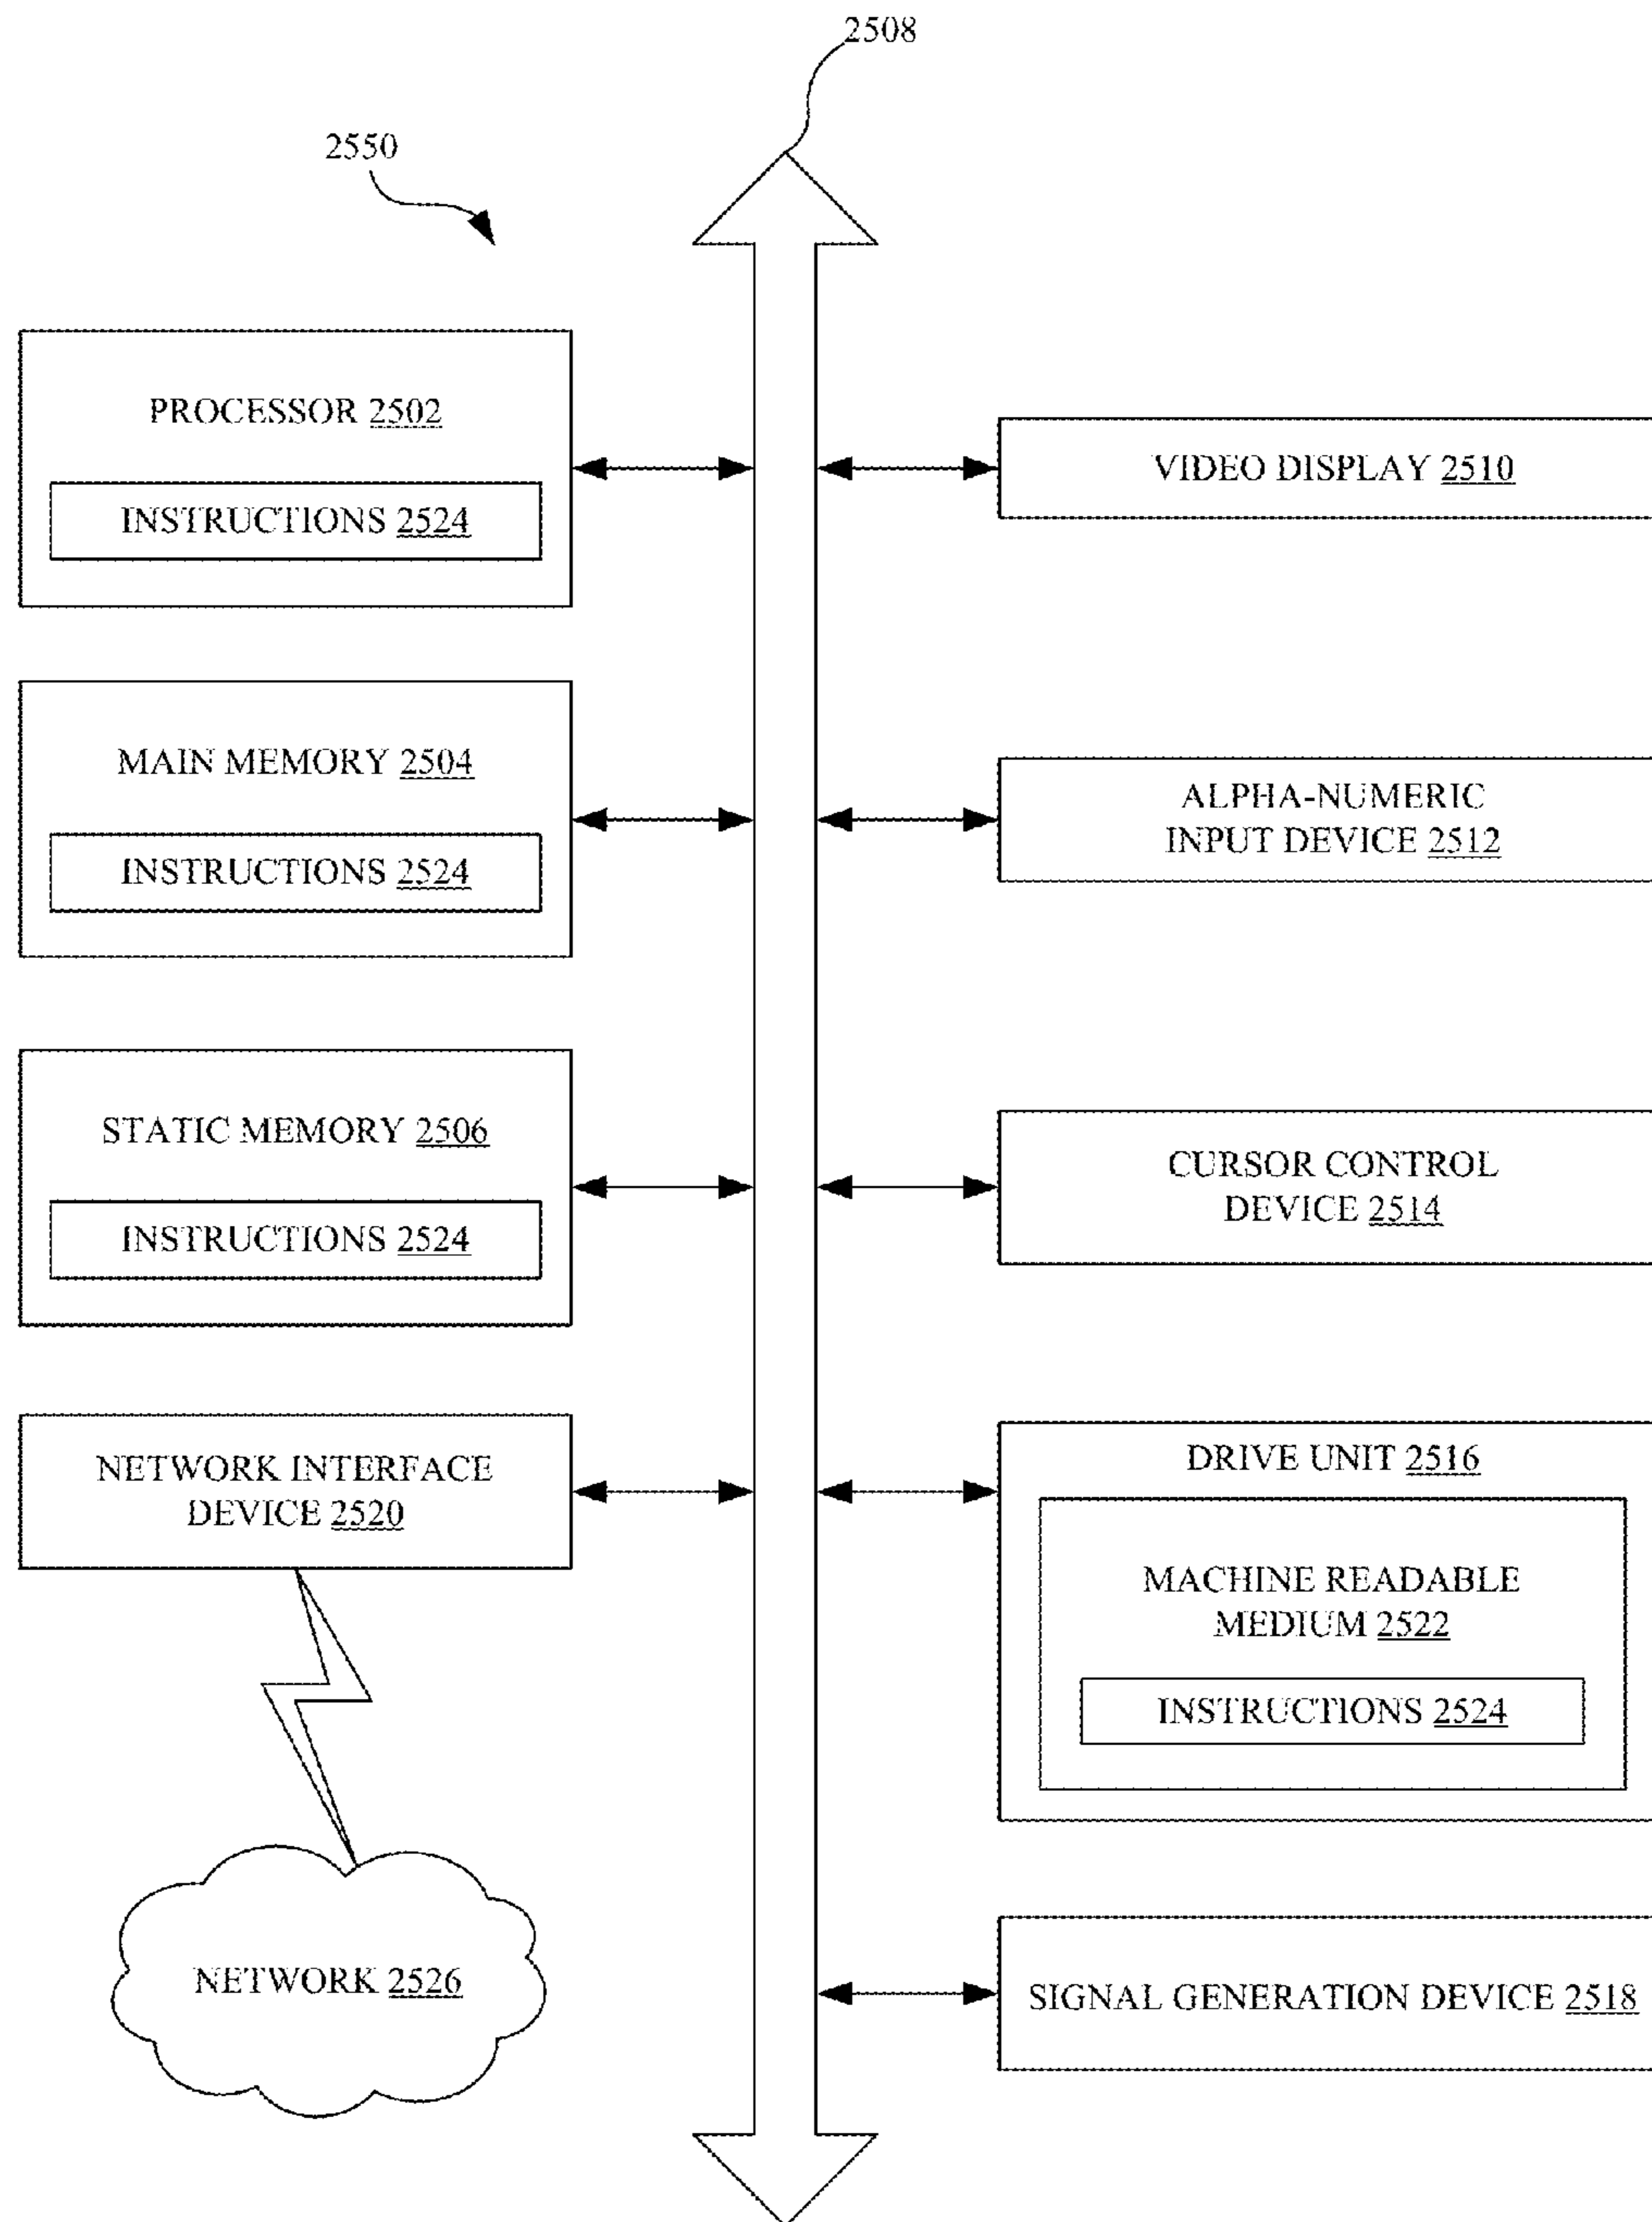 2508
2550
PROCESSOR 2502
INSTRUCTIONS 2524
MAIN MEMORY 2504
INSTRUCTIONS 2524
STATIC MEMORY 2506
INSTRUCTIONS 2524
NETWORK INTERFACE
DEVICE 2520
NETWORK 2526
VIDEO DISPLAY 2510
ALPHA-NUMERIC
INPUT DEVICE 2512
CURSOR CONTROL
DEVICE 2514
DRIVE UNIT 2516
MACHINE READABLE
MEDIUM 2522
INSTRUCTIONS 2524
SIGNAL GENERATION DEVICE 2518